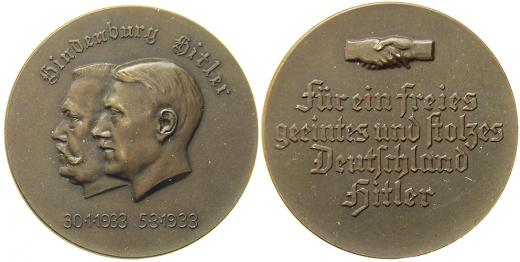 Hindenburg Hitler
30·1·1933 5·3·1933
Für ein freies
geeintes und stolzes
Deutschland
Hitler